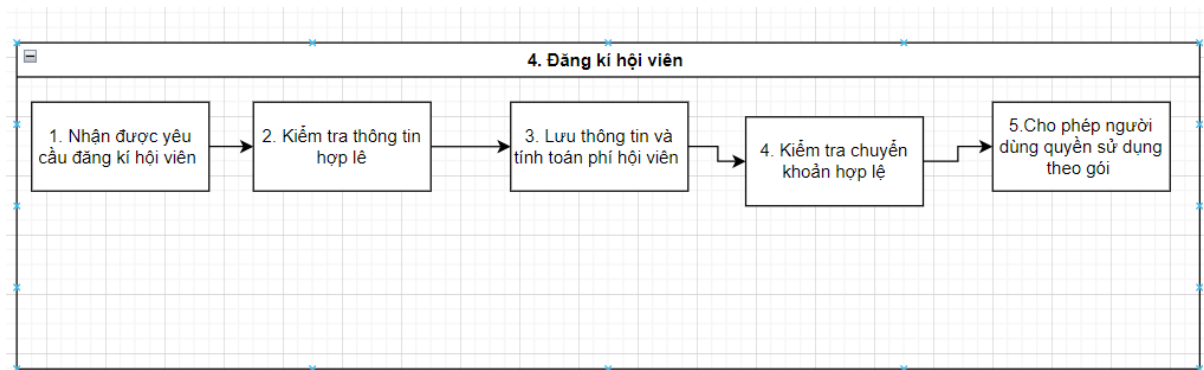 4. Đăng kí hội viên
1. Nhận được yêu
cầu đăng kí hội viên
2. Kiểm tra thông tin
hợp lê
3. Lưu thông tin và
tính toán phí hội viên
4. Kiểm tra chuyển
khoản hợp lệ
5.Cho phép người
dùng quyền sử dụng
theo gói